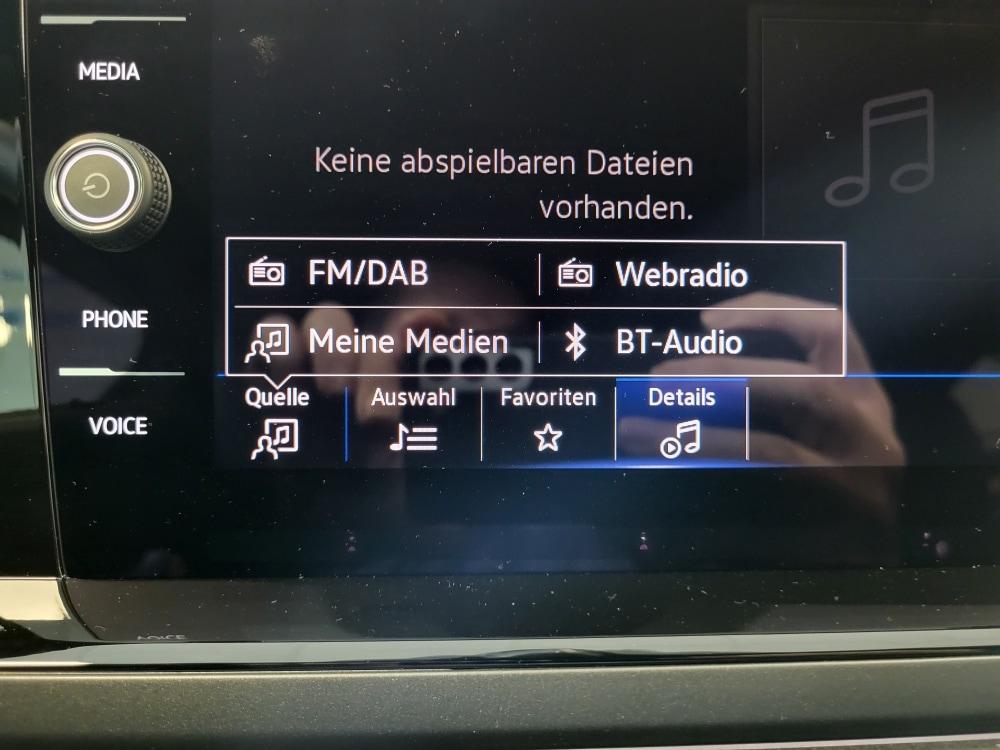 MEDIA
Keine abspielbaren Dateien
vorhanden.
FM/DAB
Webradio
PHONE
Meine Medien
BT-Audio
Quelle
Auswahl
Favoriten
Details
VOICE